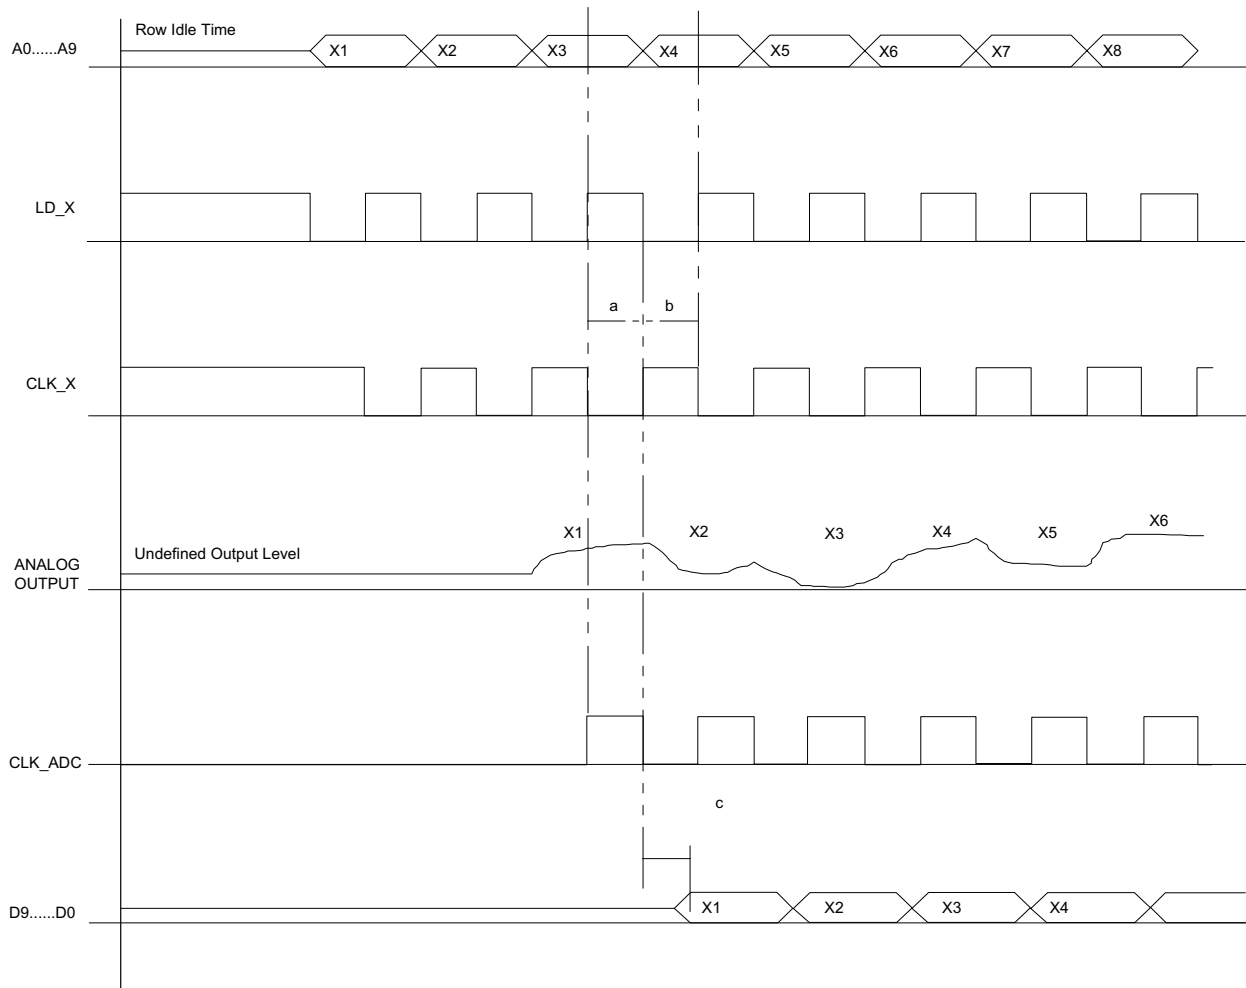 Row Idle Time
A0......A9
X1 X2 X3 X4 X5 X6 X7 X8
LD_X
a b
CLK_X
X1 X2 X3 X4 X5 X6
Undefined Output Level
ANALOG
OUTPUT
CLK_ADC
c
D9......D0
X1 X2 X3 X4